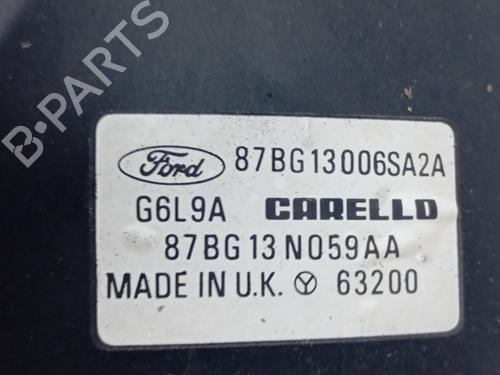 B-PARTS
Ford 87BG13006SA2A
G6L9A CARELLO
87BG13N059AA
MADE IN U.K. 63200